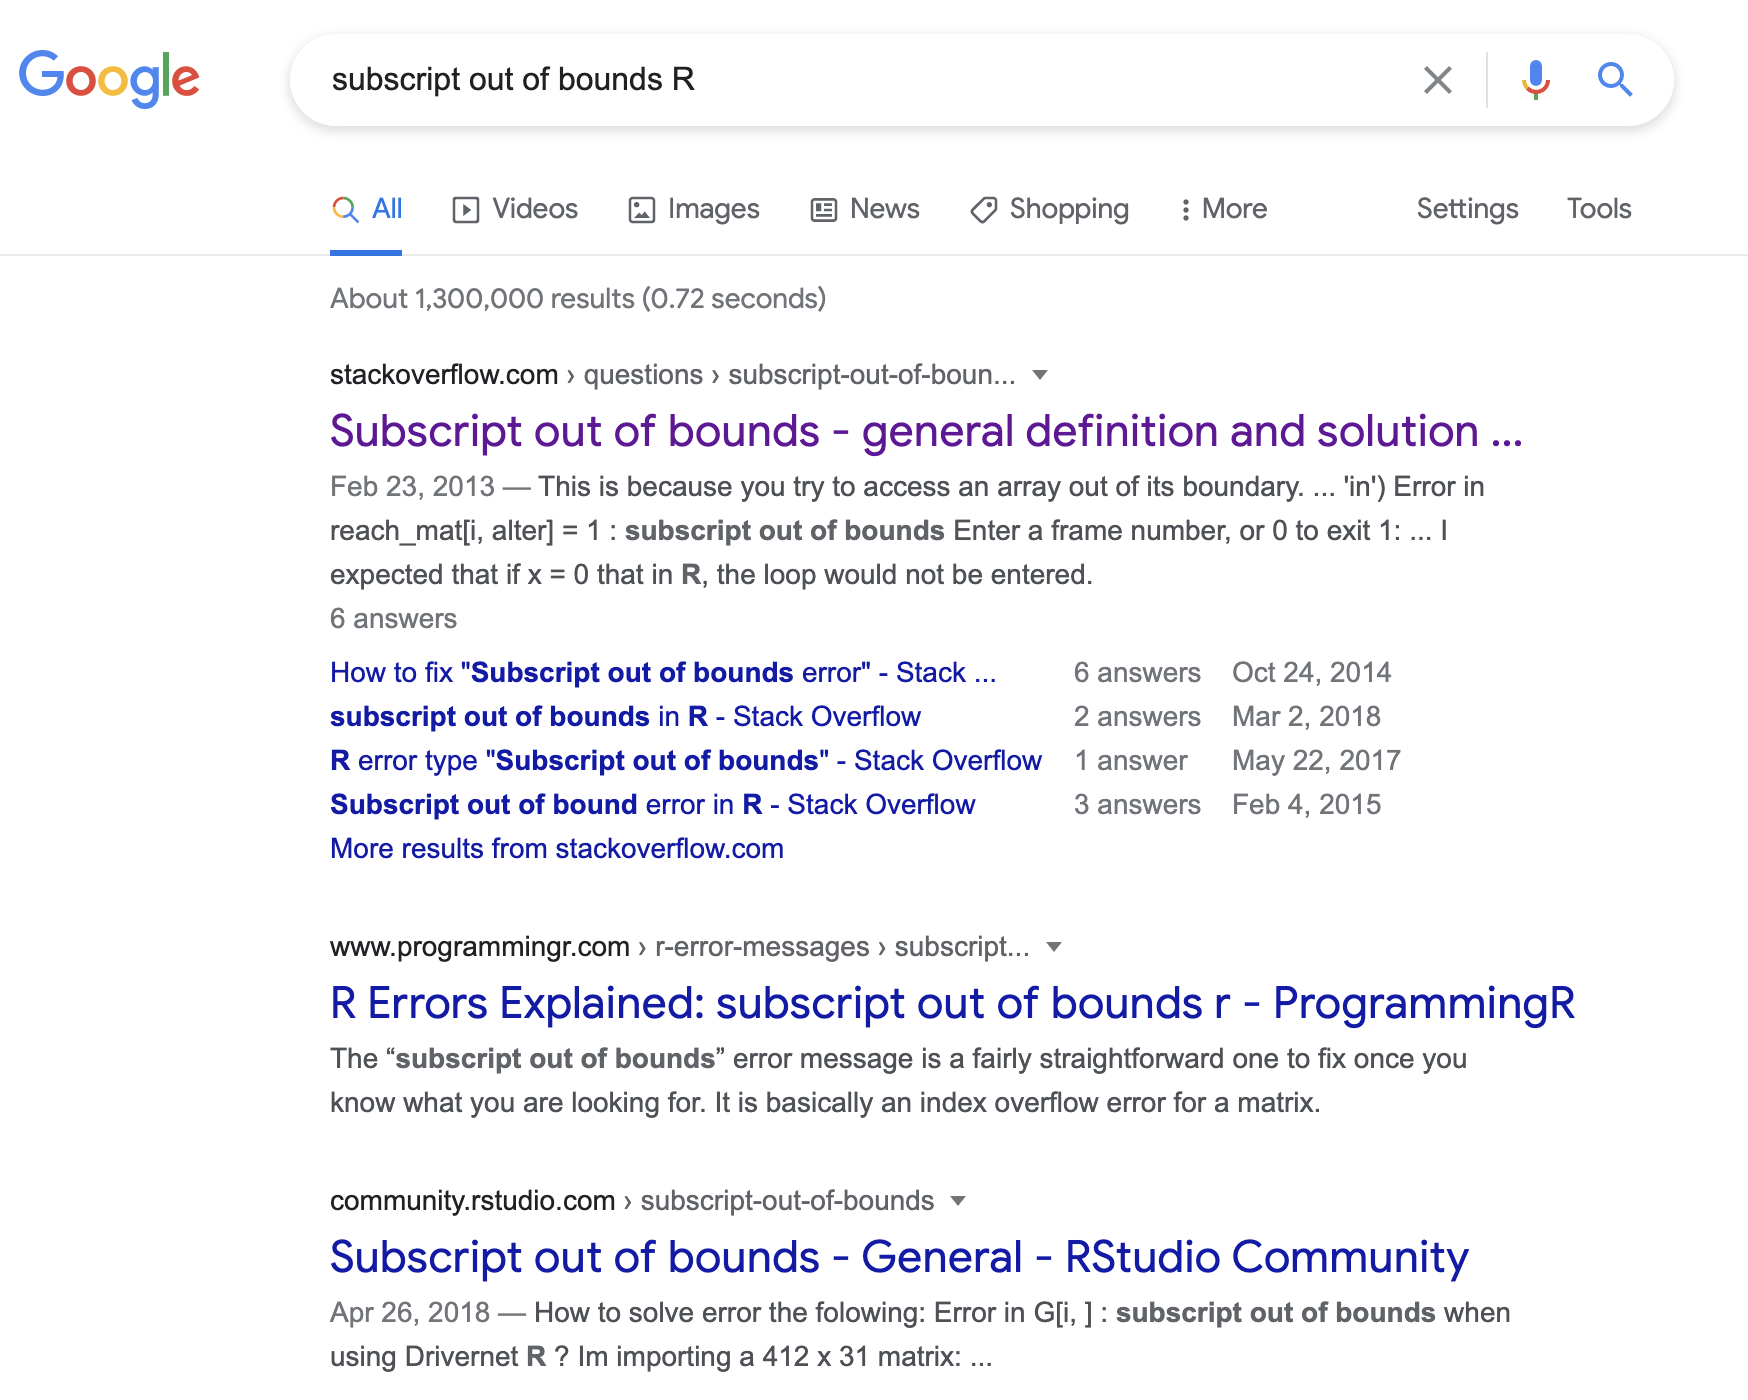 Google
subscript out of bounds R
All Videos Images News Shopping More Settings Tools
About 1,300,000 results (0.72 seconds)
stackoverflow.com › questions › subscript-out-of-boun...
Subscript out of bounds - general definition and solution ...
Feb 23, 2013 — This is because you try to access an array out of its boundary. ... 'in') Error in
reach_mat[i, alter] = 1 : subscript out of bounds Enter a frame number, or 0 to exit 1: ... I
expected that if x = 0 that in R, the loop would not be entered.
6 answers
How to fix "Subscript out of bounds error" - Stack ... 6 answers Oct 24, 2014
subscript out of bounds in R - Stack Overflow 2 answers Mar 2, 2018
R error type "Subscript out of bounds" - Stack Overflow 1 answer May 22, 2017
Subscript out of bound error in R - Stack Overflow 3 answers Feb 4, 2015
More results from stackoverflow.com
www.programmingr.com › r-error-messages › subscript...
R Errors Explained: subscript out of bounds r - ProgrammingR
The “subscript out of bounds” error message is a fairly straightforward one to fix once you
know what you are looking for. It is basically an index overflow error for a matrix.
community.rstudio.com › subscript-out-of-bounds
Subscript out of bounds - General - RStudio Community
Apr 26, 2018 — How to solve error the folowing: Error in G[i, ] : subscript out of bounds when
using Drivernet R ? Im importing a 412 x 31 matrix: ...